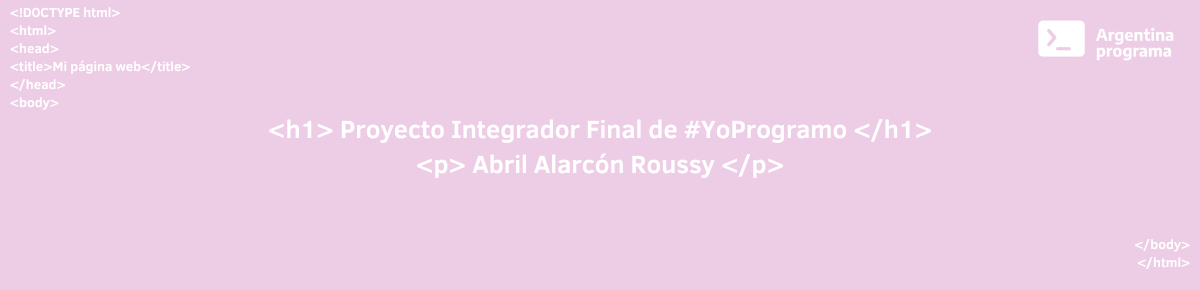 <!DOCTYPE html>
<html>
<head>
<title>Mi página web</title>
</head>
<body>
Argentina
programa
<h1> Proyecto Integrador Final de #YoProgramo </h1>
<p> Abril Alarcón Roussy </p>
</body>
</html>